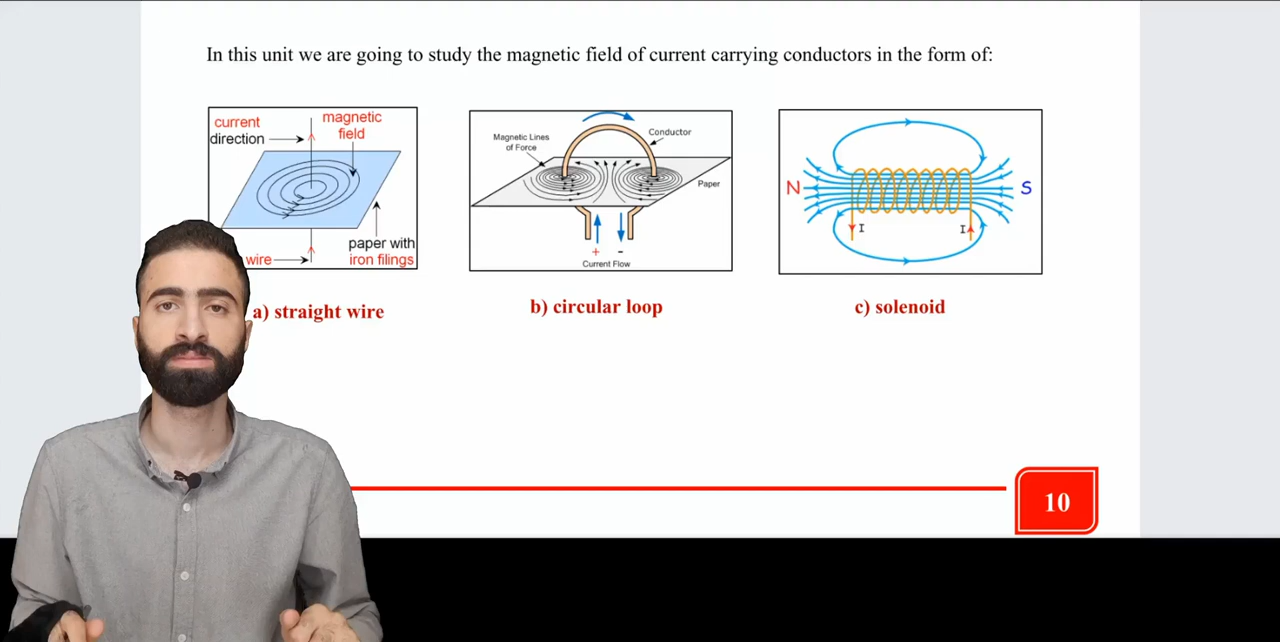 In this unit we are going to study the magnetic field of current carrying conductors in the form of:
current
direction
magnetic
field
wire
paper with
iron filings
a) straight wire
Magnetic Lines
of Force
Conductor
Paper
+ -
Current Flow
b) circular loop
N
S
I
I
c) solenoid
10